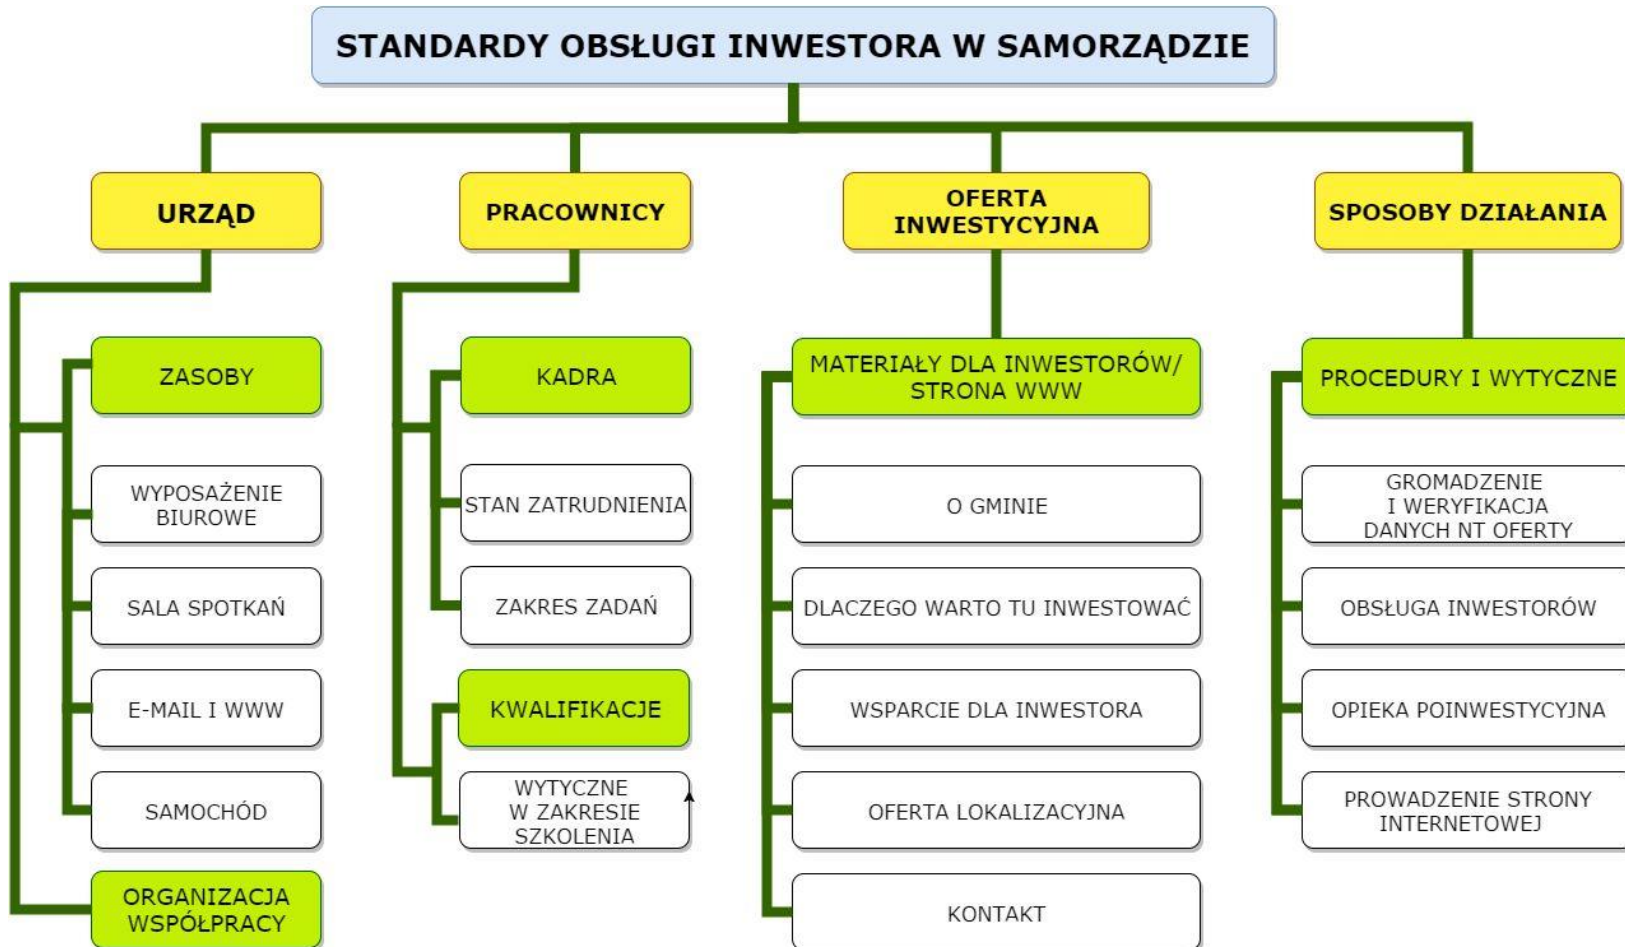 STANDARDY OBSŁUGI INWESTORA W SAMORZĄDZIE
URZĄD
ZASOBY
WYPOSAŻENIE
BIUROWE
SALA SPOTKAŃ
E-MAIL I WWW
SAMOCHÓD
ORGANIZACJA
WSPÓŁPRACY
PRACOWNICY
KADRA
STAN ZATRUDNIENIA
ZAKRES ZADAŃ
KWALIFIKACJE
WYTYCZNE
W ZAKRESIE
SZKOLENIA
OFERTA
INWESTYCYJNA
MATERIAŁY DLA INWESTORÓW/
STRONA WWW
O GMINIE
DLACZEGO WARTO TU INWESTOWAĆ
WSPARCIE DLA INWESTORA
OFERTA LOKALIZACYJNA
KONTAKT
SPOSOBY DZIAŁANIA
PROCEDURY I WYTYCZNE
GROMADZENIE
I WERYFIKACJA
DANYCH NT OFERTY
OBSŁUGA INWESTORÓW
OPIEKA POINWESTYCYJNA
PROWADZENIE STRONY
INTERNETOWEJ